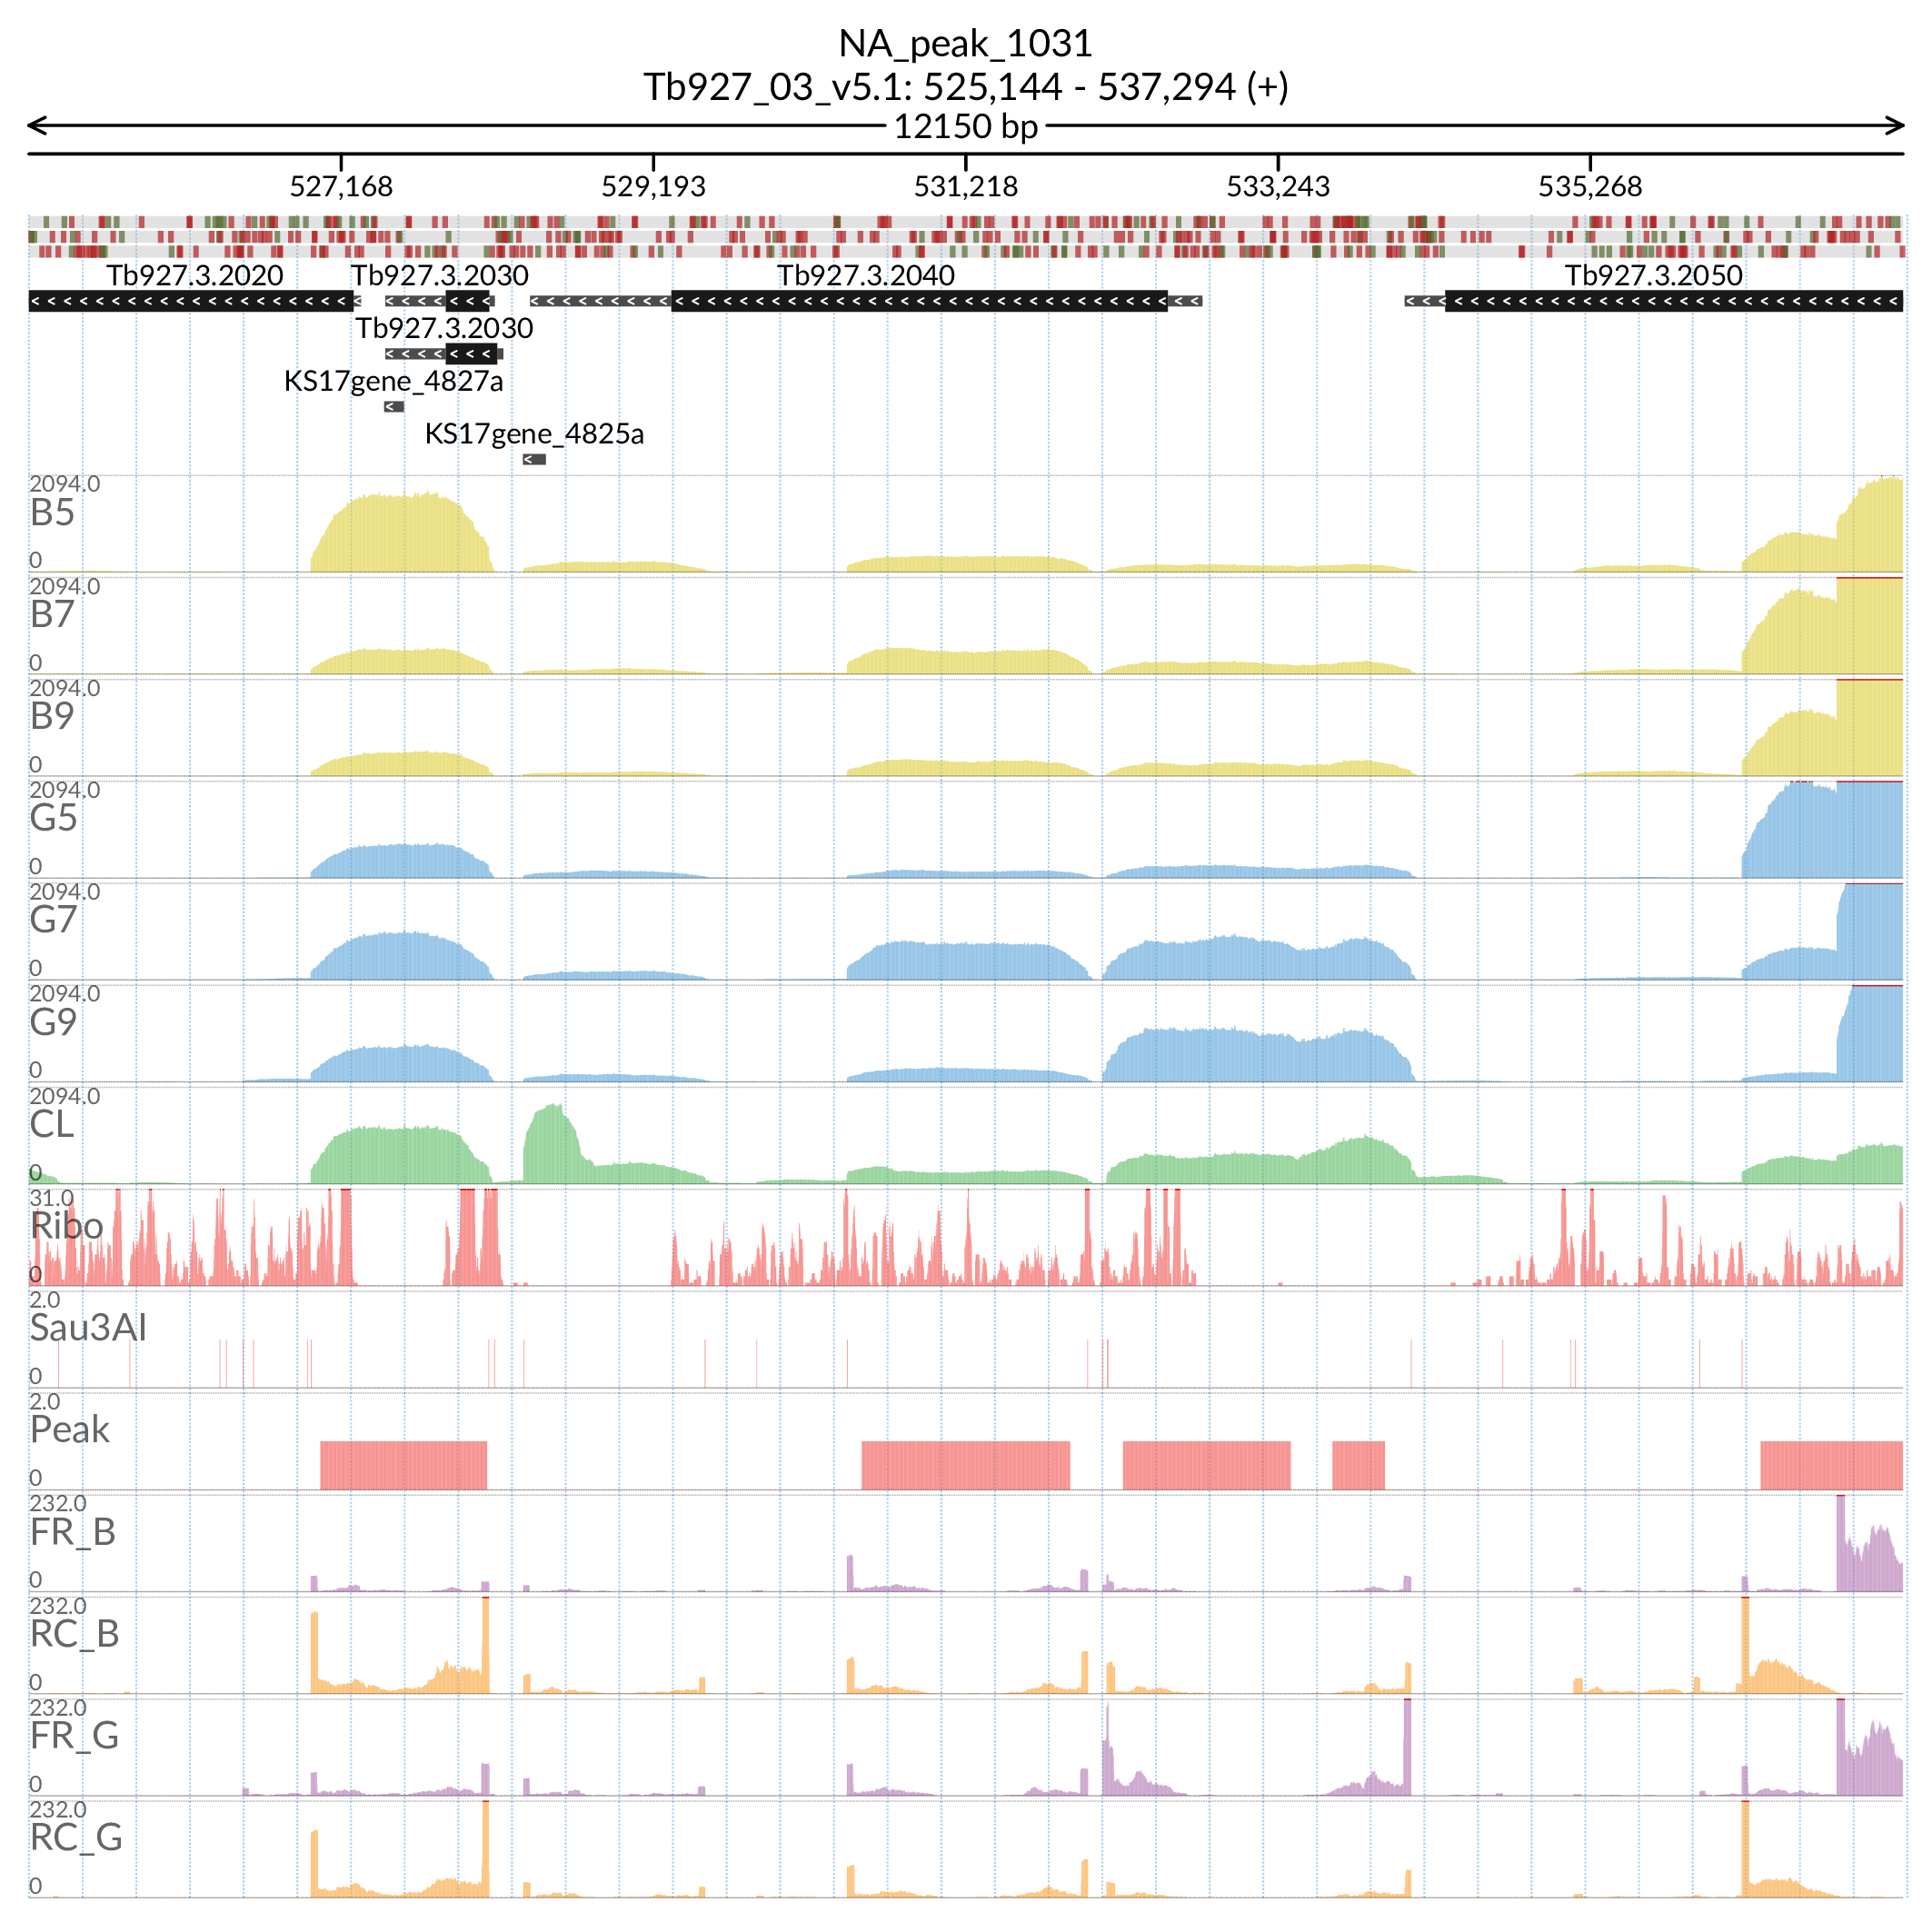 NA_peak_1031
Tb927_03_v5.1: 525,144 - 537,294 (+)
12150 bp
527,168 529,193 531,218 533,243 535,268
Tb927.3.2020 Tb927.3.2030 Tb927.3.2040 Tb927.3.2050
Tb927.3.2030
KS17gene_4827a
KS17gene_4825a
2094.0
B5
0
2094.0
B7
0
2094.0
B9
0
2094.0
G5
0
2094.0
G7
0
2094.0
G9
0
2094.0
CL
0
31.0
Ribo
0
2.0
Sau3AI
0
2.0
Peak
0
232.0
FR_B
0
232.0
RC_B
0
232.0
FR_G
0
232.0
RC_G
0